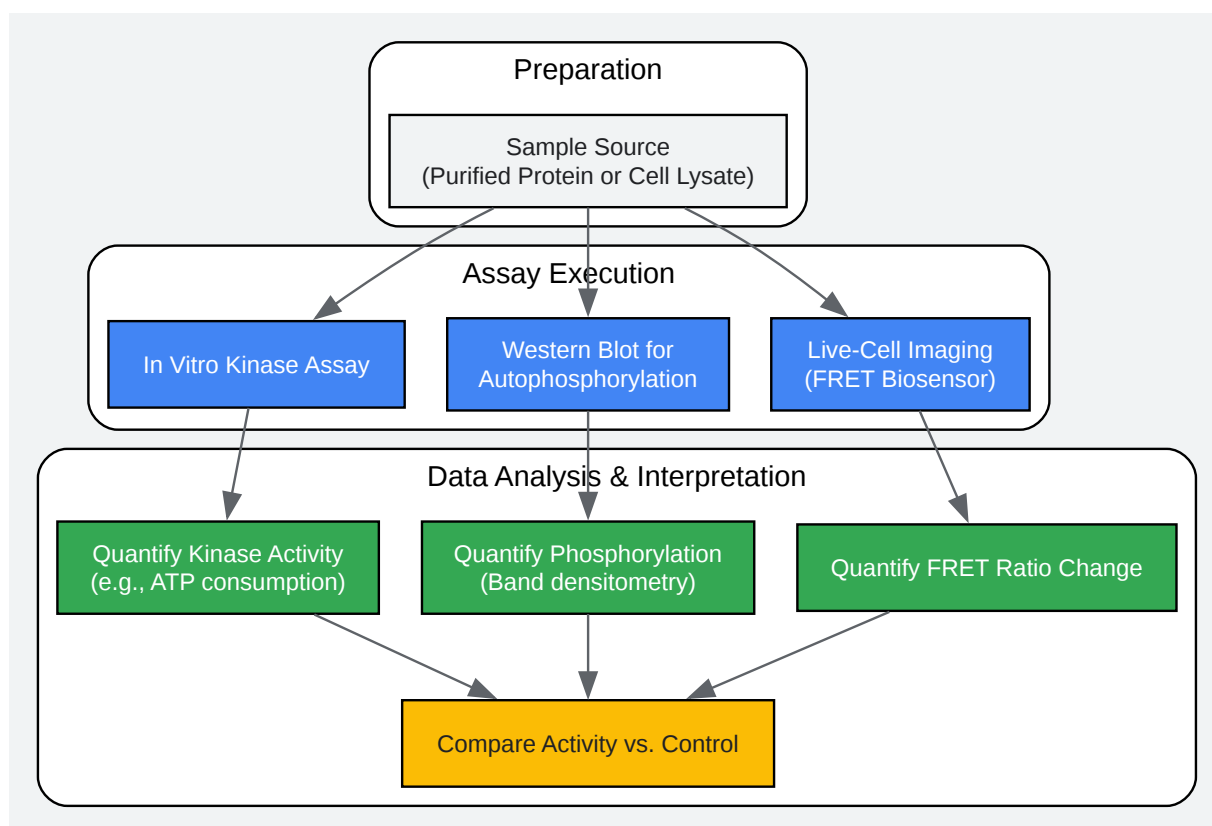 Preparation
Sample Source
(Purified Protein or Cell Lysate)
Assay Execution
In Vitro Kinase Assay
Western Blot for
Autophosphorylation
Live-Cell Imaging
(FRET Biosensor)
Data Analysis & Interpretation
Quantify Kinase Activity
(e.g., ATP consumption)
Quantify Phosphorylation
(Band densitometry)
Quantify FRET Ratio Change
Compare Activity vs. Control